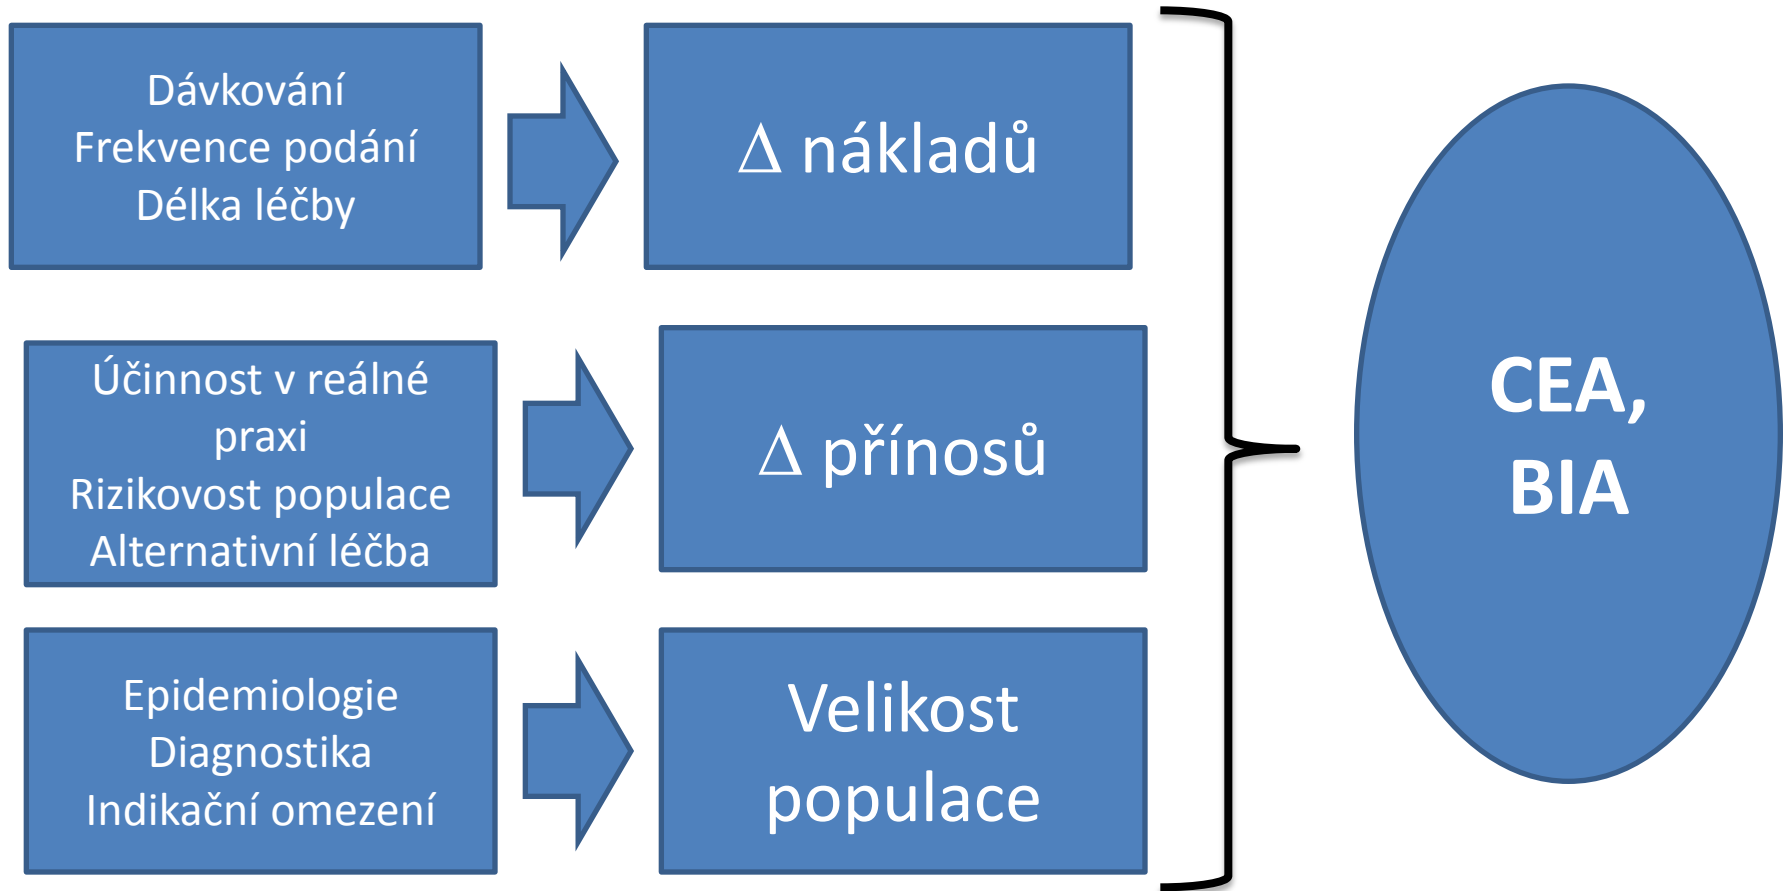 Dávkování
Frekvence podání
Délka léčby
Δ nákladů
Účinnost v reálné
praxi
Rizikovost populace
Alternativní léčba
Δ přínosů
Epidemiologie
Diagnostika
Indikační omezení
Velikost
populace
CEA,
BIA